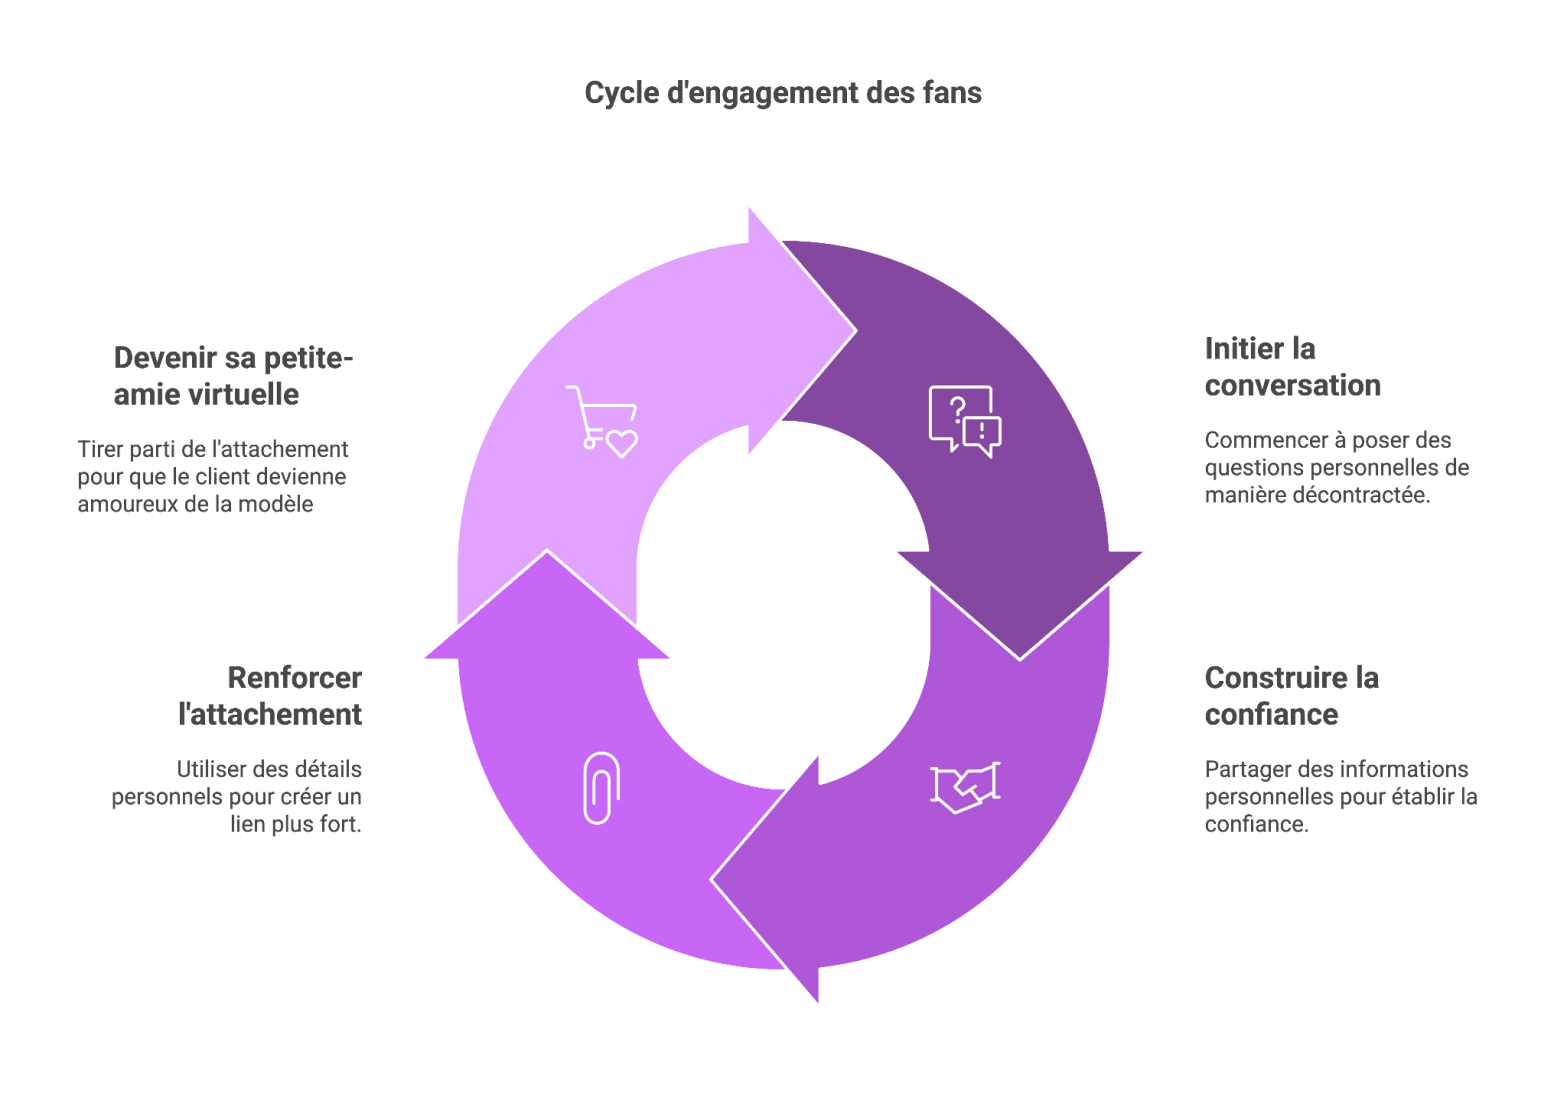 Cycle d'engagement des fans
Initier la
conversation
Commencer à poser des
questions personnelles de
manière décontractée.
Construire la
confiance
Partager des informations
personnelles pour établir la
confiance.
Renforcer
l'attachement
Utiliser des détails
personnels pour créer un
lien plus fort.
Devenir sa petite-
amie virtuelle
Tirer parti de l'attachement
pour que le client devienne
amoureux de la modèle